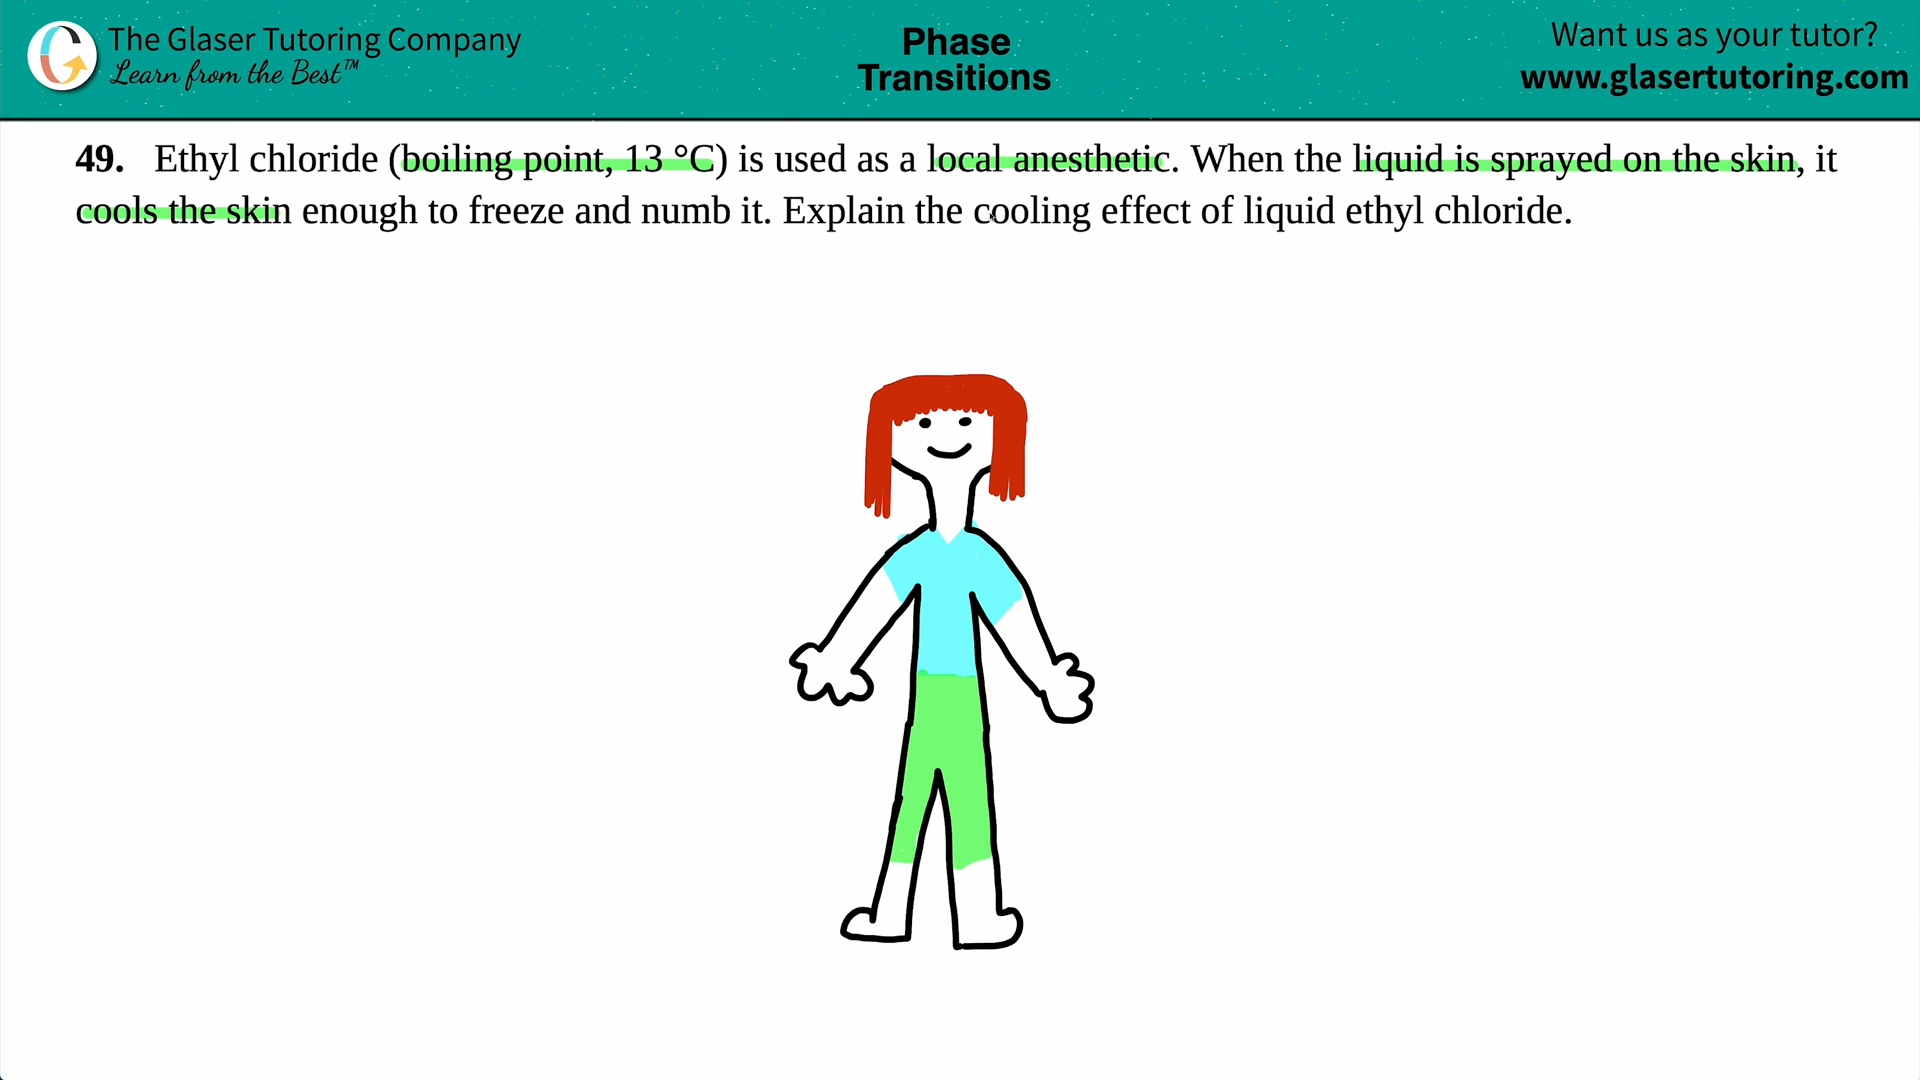 The Glaser Tutoring Company
Learn from the Best™
Phase
Transitions
Want us as your tutor?
www.glasertutoring.com
49. Ethyl chloride (boiling point, 13 °C) is used as a local anesthetic. When the liquid is sprayed on the skin, it
cools the skin enough to freeze and numb it. Explain the cooling effect of liquid ethyl chloride.